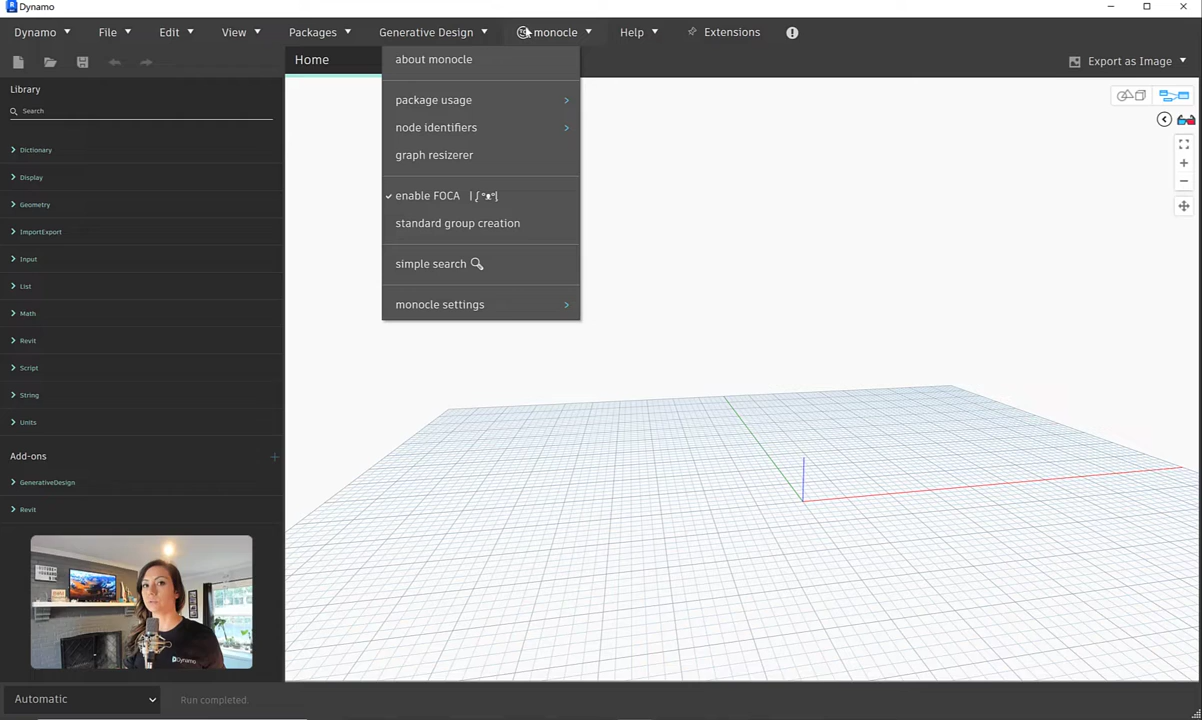 Dynamo
Dynamo File Edit View Packages Generative Design monocle Help Extensions
Home
Export as Image
about monocle
package usage
node identifiers
graph resizerer
enable FOCA
standard group creation
simple search
monocle settings
Library
Search
Dictionary
Display
Geometry
ImportExport
Input
List
Math
Revit
Script
String
Units
Add-ons
GenerativeDesign
Revit
Dynamo
Automatic
Run completed.